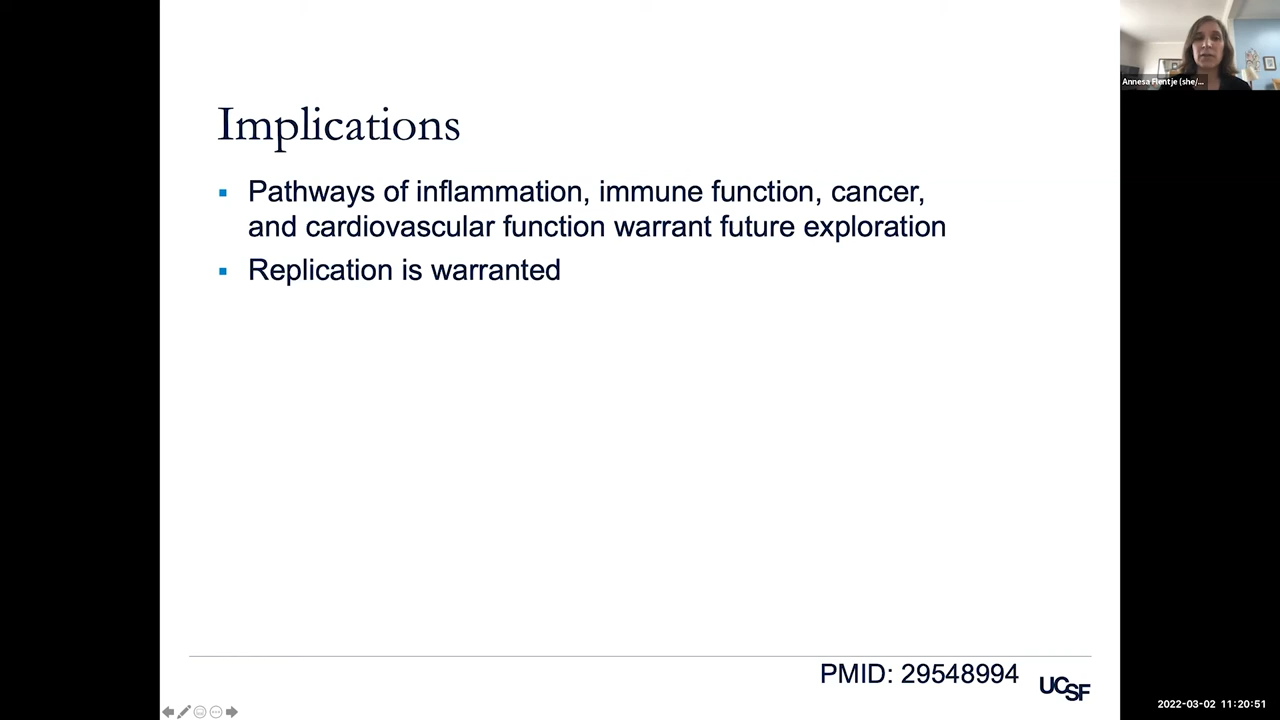 Annesa Flentje (she/...
Implications
Pathways of inflammation, immune function, cancer,
and cardiovascular function warrant future exploration
Replication is warranted
PMID: 29548994
UCSF
2022-03-02 11:20:51